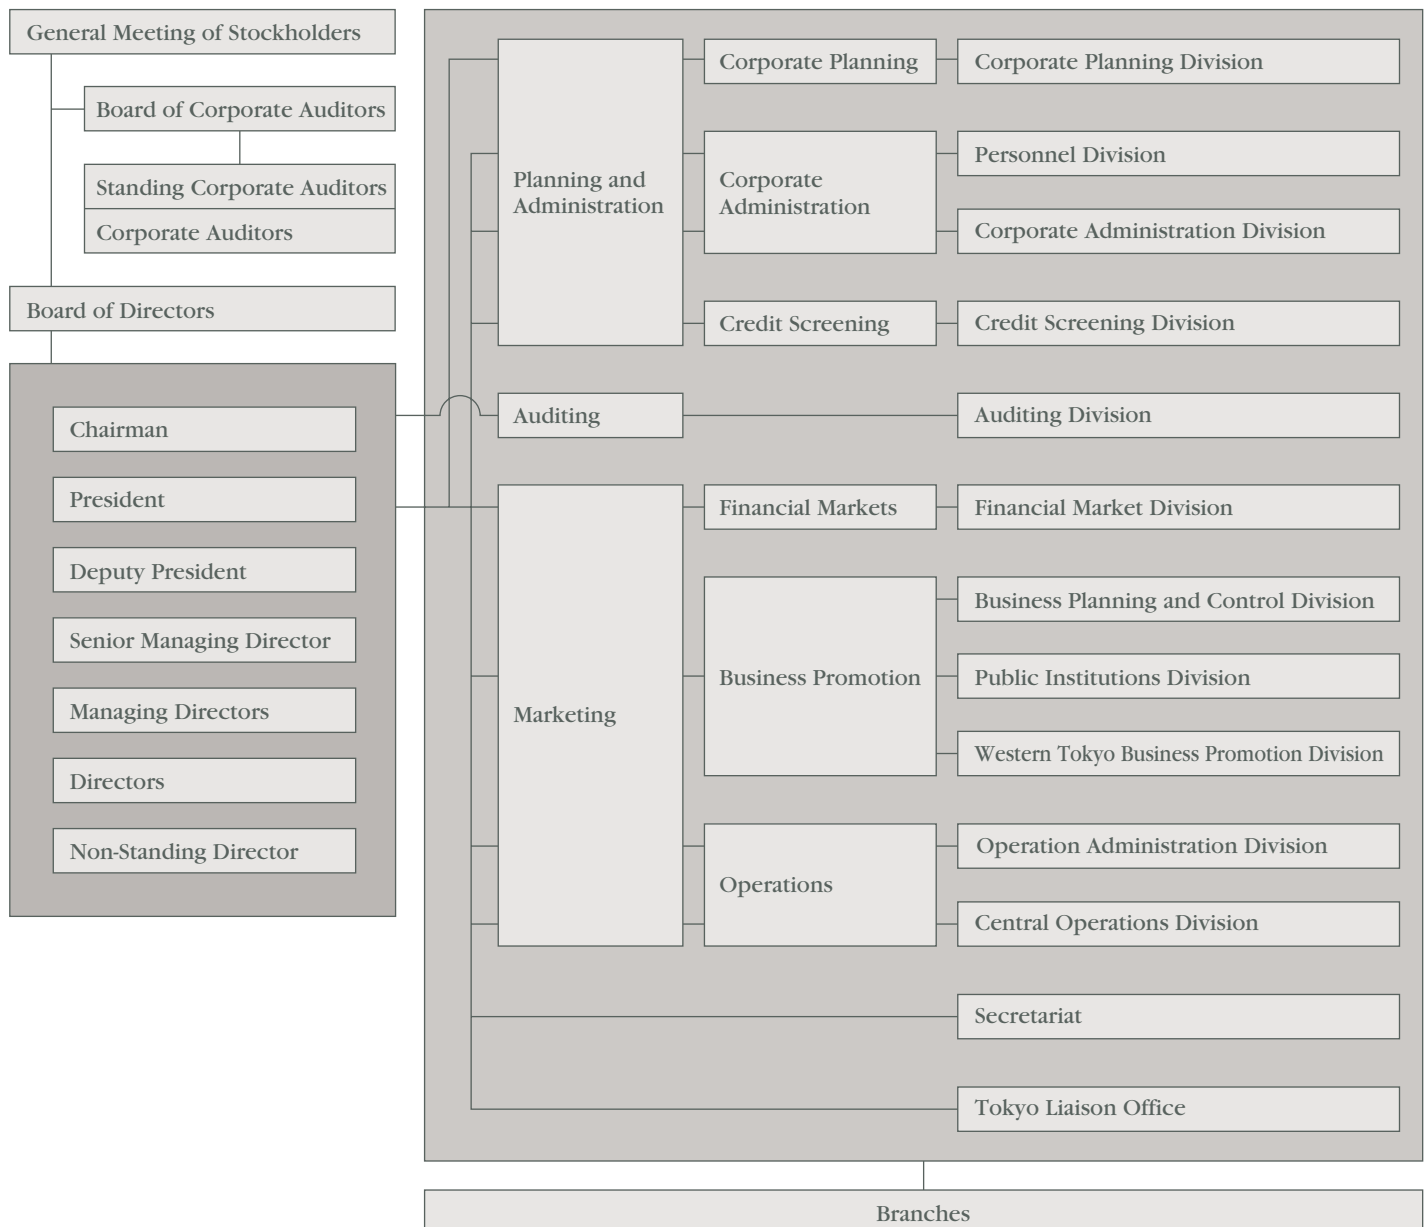 General Meeting of Stockholders
Board of Corporate Auditors
Standing Corporate Auditors
Corporate Auditors
Board of Directors
Chairman
President
Deputy President
Senior Managing Director
Managing Directors
Directors
Non-Standing Director
Planning and
Administration
Corporate Planning
Corporate Planning Division
Corporate
Administration
Personnel Division
Corporate Administration Division
Credit Screening
Credit Screening Division
Auditing
Auditing Division
Marketing
Financial Markets
Financial Market Division
Business Promotion
Business Planning and Control Division
Public Institutions Division
Western Tokyo Business Promotion Division
Operations
Operation Administration Division
Central Operations Division
Secretariat
Tokyo Liaison Office
Branches